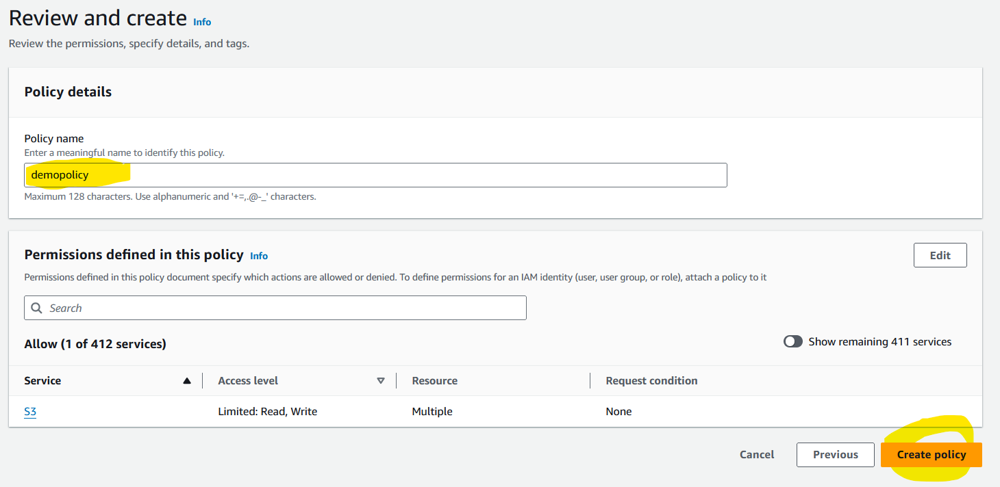 Review and create Info
Review the permissions, specify details, and tags.
Policy details
Policy name
Enter a meaningful name to identify this policy.
demopolicy
Maximum 128 characters. Use alphanumeric and '+=,.@-_' characters.
Permissions defined in this policy Info
Edit
Permissions defined in this policy document specify which actions are allowed or denied. To define permissions for an IAM identity (user, user group, or role), attach a policy to it
Search
Allow (1 of 412 services)
Show remaining 411 services
Service Access level Resource Request condition
S3 Limited: Read, Write Multiple None
Cancel Previous Create policy